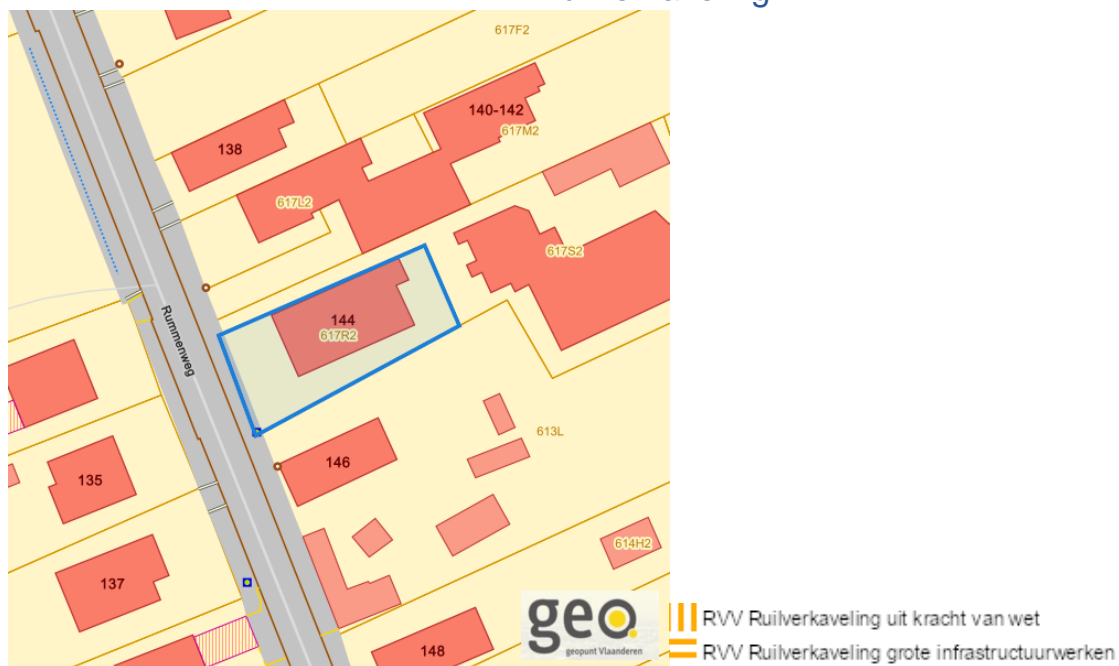 617F2
140-142
617M2
138
617L2
617S2
144
617R2
Rummenweg
613L
146
135
614H2
137
148
geo.
geopunt Vlaanderen
RVV Ruilverkaveling uit kracht van wet
RVV Ruilverkaveling grote infrastructuurwerken